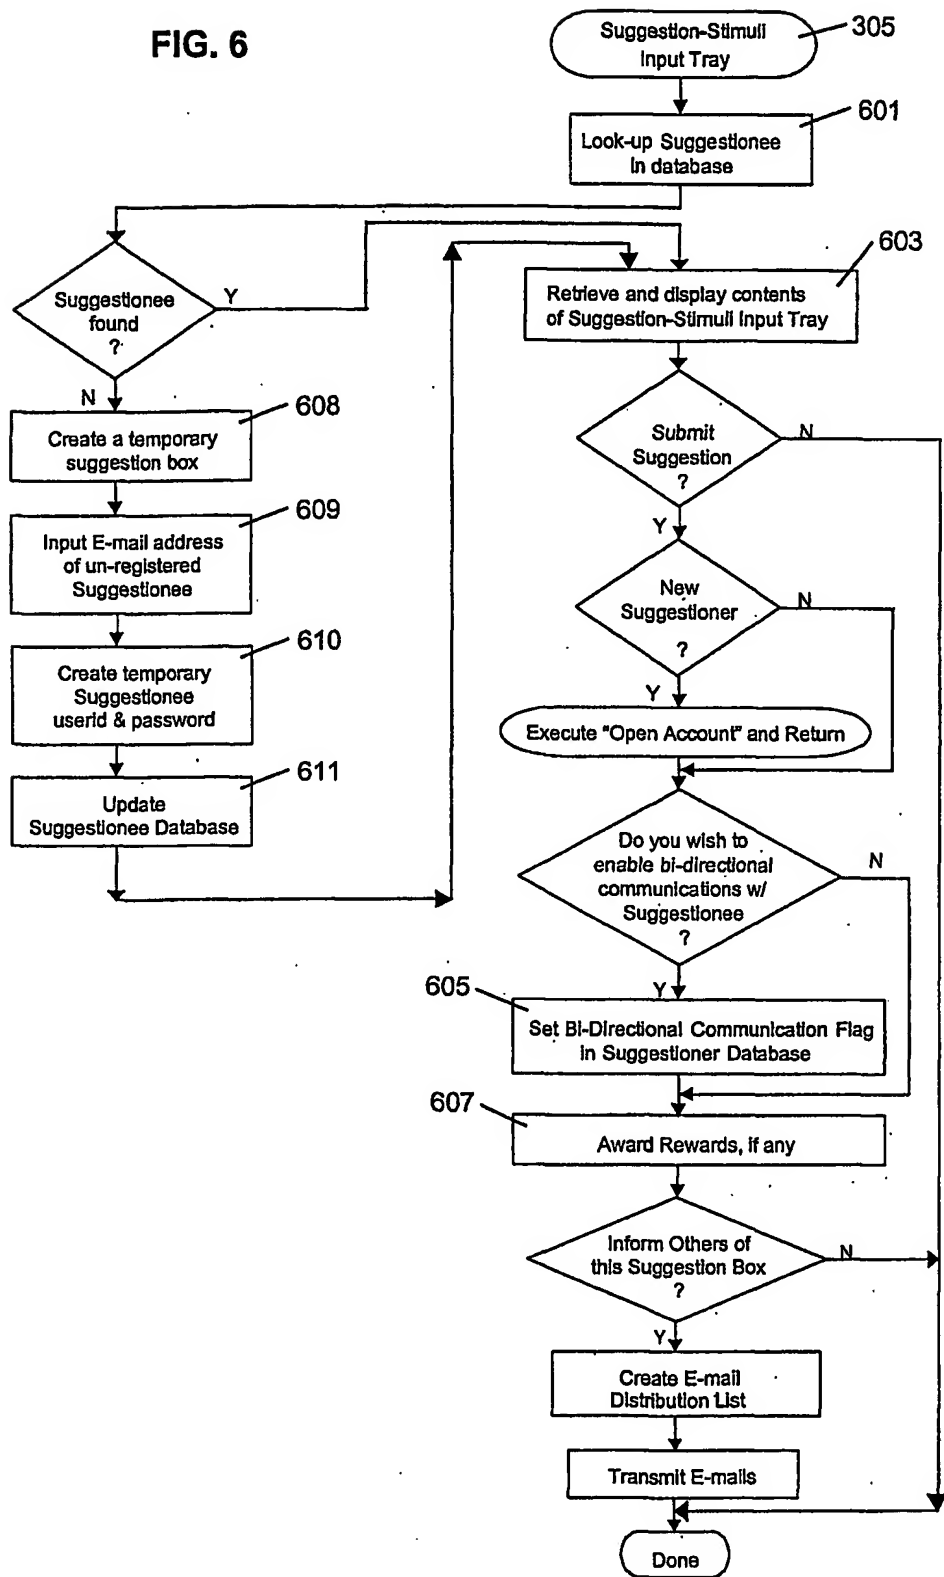 FIG. 6
Suggestion-Stimuli
Input Tray
305
601
Look-up Suggestionee
In database
603
Suggestionee
found
?
Y
N
Retrieve and display contents
of Suggestion-Stimuli Input Tray
608
Create a temporary
suggestion box
Submit
Suggestion
?
N
Y
609
Input E-mail address
of un-registered
Suggestionee
New
Suggestioner
?
N
Y
610
Create temporary
Suggestionee
userid & password
Execute "Open Account" and Return
611
Update
Suggestionee Database
Do you wish to
enable bi-directional
communications w/
Suggestionee
?
N
Y
605
Set Bi-Directional Communication Flag
in Suggestioner Database
607
Award Rewards, if any
Inform Others of
this Suggestion Box
?
N
Y
Create E-mail
Distribution List
Transmit E-mails
Done